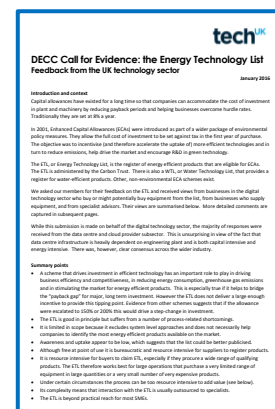 techUK
DECC Call for Evidence: the Energy Technology List
Feedback from the UK technology sector
January 2016
Introduction and context
Capital allowances have existed for a long time so that companies can accommodate the cost of investment
in plant and machinery by reducing payback periods and helping businesses overcome hurdle rates.
Traditionally they are set at 8% a year.
In 2001, Enhanced Capital Allowances (ECAs) were introduced as part of a wider package of environmental
policy measures. They allow the full cost of investment to be set against tax in the first year of purchase.
The objective was to incentivise (and therefore accelerate the uptake of) more efficient technologies and in
turn to reduce emissions, help drive the market and encourage R&D in green technology.
The ETL, or Energy Technology List, is the register of energy efficient products that are eligible for ECAs.
The ETL is administered by the Carbon Trust. There is also a WTL, or Water Technology List, that provides a
register for water-efficient products. Other, non-environmental ECA schemes exist.
We asked our members for their feedback on the ETL and received views from businesses in the digital
technology sector who buy or might potentially buy equipment from the list, from businesses who supply
equipment, and from specialist advisors. Their views are summarised below. More detailed comments are
captured in subsequent pages.
While this submission is made on behalf of the digital technology sector, the majority of responses were
received from the data centre and cloud provider subsector. This is unsurprising in view of the fact that
data centre infrastructure is heavily dependent on engineering plant and is both capital intensive and
energy intensive. There was, however, clear consensus across the wider industry.
Summary points
• A scheme that drives investment in efficient technology has an important role to play in driving
business efficiency and competitiveness, in reducing energy consumption, greenhouse gas emissions
and in stimulating the market for energy efficient products. This is especially true if it helps to bridge
the "payback gap" for major, long term investment. However the ETL does not deliver a large enough
incentive to provide this tipping point. Evidence from other schemes suggests that if the allowance
were escalated to 150% or 200% this would drive a step-change in investment.
• The ETL is good in principle but suffers from a number of process-related shortcomings.
• It is limited in scope because it excludes system level approaches and does not necessarily help
companies to identify the most energy efficient products available on the market.
• Awareness and uptake appear to be low, which suggests that the list could be better publicised.
• Although free at point of use it is bureaucratic and resource intensive for suppliers to register products.
• It is resource intensive for buyers to claim ETL, especially if they procure a wide range of qualifying
products. The ETL therefore works best for large operations that purchase a very limited range of
equipment in large quantities or a very small number of very expensive products.
• Under certain circumstances the process can be too resource intensive to add value (see below).
• Its complexity means that interaction with the ETL is usually outsourced to specialists.
• The ETL is beyond practical reach for most SMEs.